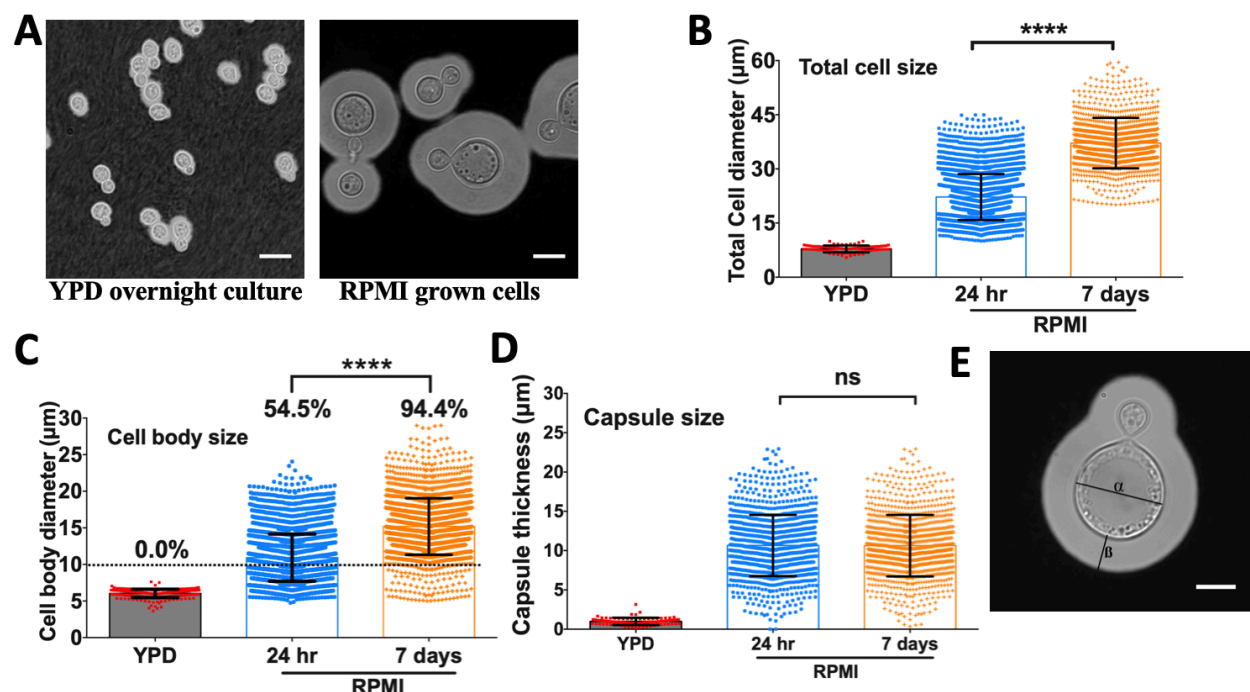 A
YPD overnight culture
RPMI grown cells
B
****
Total cell size
Total Cell diameter (μm)
60
45
30
15
0
YPD
24 hr
7 days
RPMI
C
****
54.5%
94.4%
Cell body size
0.0%
Cell body diameter (μm)
30
25
20
15
10
5
0
YPD
24 hr
7 days
RPMI
D
ns
Capsule size
Capsule thickness (μm)
30
25
20
15
10
5
0
YPD
24 hr
7 days
RPMI
E
α
ß